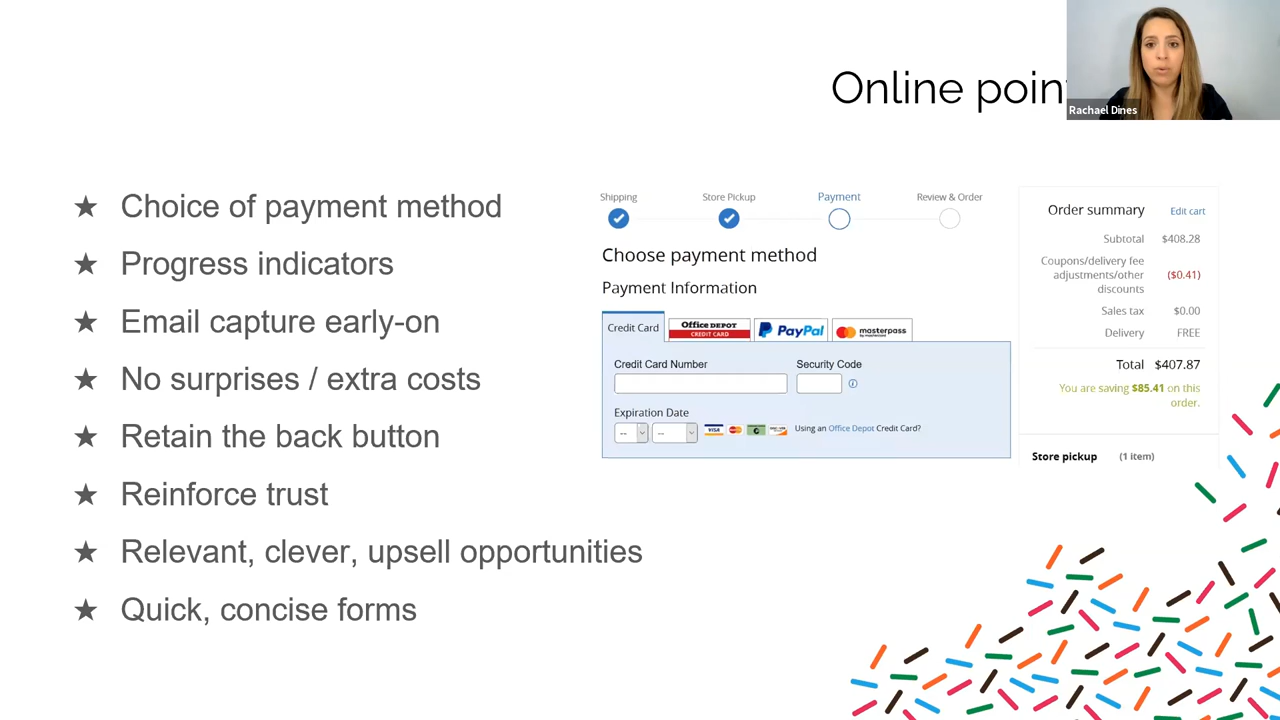 Online poin
Rachael Dines
★ Choice of payment method
★ Progress indicators
★ Email capture early-on
★ No surprises / extra costs
★ Retain the back button
★ Reinforce trust
★ Relevant, clever, upsell opportunities
★ Quick, concise forms
Shipping Store Pickup Payment Review & Order
Choose payment method
Payment Information
Credit Card
Office DEPOT
CREDIT CARD
PayPal
masterpass
Credit Card Number Security Code
Expiration Date
-- --
VISA
Using an Office Depot Credit Card?
Order summary Edit cart
Subtotal $408.28
Coupons/delivery fee
adjustments/other
discounts
($0.41)
Sales tax $0.00
Delivery FREE
Total $407.87
You are saving $85.41 on this
order.
Store pickup (1 item)